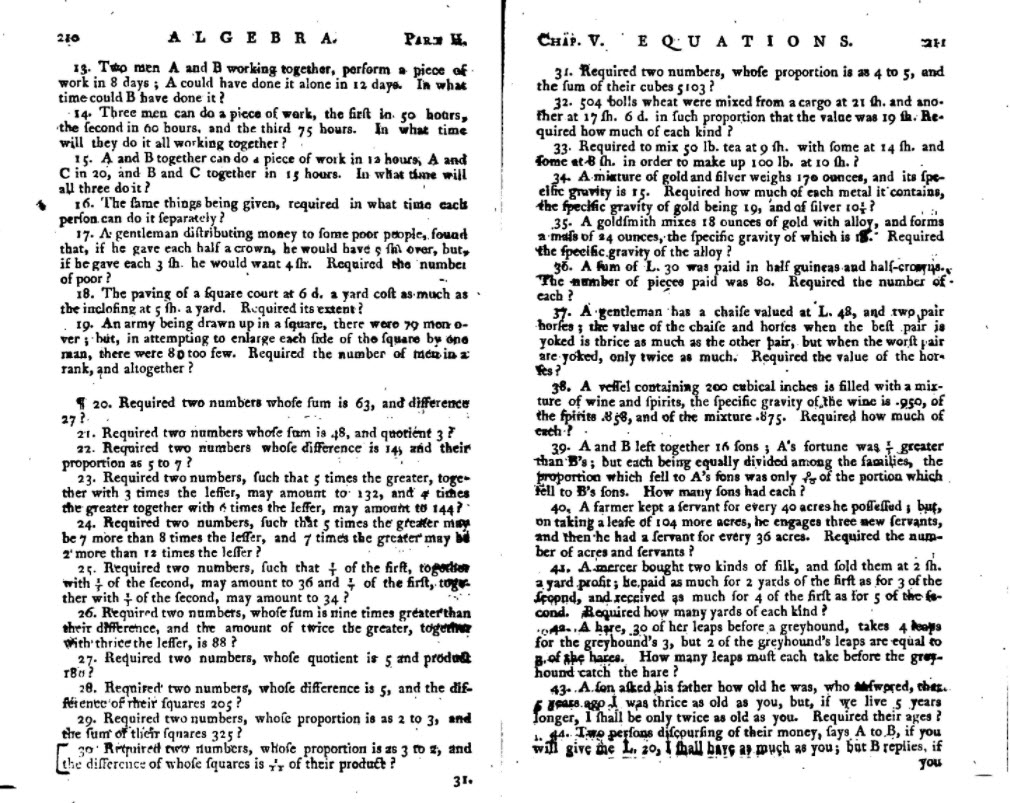 210 ALGEBRA. PART II.
13. Two men A and B working together, perform a piece of
work in 8 days ; A could have done it alone in 12 days. In what
time could B have done it ?
14. Three men can do a piece of work, the firſt in 50 hours,
the ſecond in 60 hours, and the third 75 hours. In what time
will they do it all working together ?
15. A and B together can do a piece of work in 12 hours, A and
C in 20, and B and C together in 15 hours. In what time will
all three do it ?
16. The ſame things being given, required in what time each
perſon can do it ſeparately ?
17. A gentleman diſtributing money to ſome poor people, found
that, if he gave each half a crown, he would have 5 ſh. over, but,
if he gave each 3 ſh. he would want 4 ſh. Required the number
of poor ?
18. The paving of a ſquare court at 6 d. a yard coſt as much as
the incloſing at 5 ſh. a yard. Required its extent ?
19. An army being drawn up in a ſquare, there were 79 men o-
ver ; but, in attempting to enlarge each ſide of the ſquare by one
man, there were 80 too few. Required the number of men in a
rank, and altogether ?
¶ 20. Required two numbers whoſe ſum is 63, and difference
27 ?
21. Required two numbers whoſe ſum is 48, and quotient 3 ?
22. Required two numbers whoſe difference is 14, and their
proportion as 5 to 7 ?
23. Required two numbers, ſuch that 5 times the greater, toge-
ther with 3 times the leſſer, may amount to 132, and 4 times
the greater together with 6 times the leſſer, may amount to 144 ?
24. Required two numbers, ſuch that 5 times the greater may
be 7 more than 8 times the leſſer, and 7 times the greater may be
2 more than 12 times the leſſer ?
25. Required two numbers, ſuch that of the firſt, together
with of the ſecond, may amount to 36 and of the firſt, toge-
ther with of the ſecond, may amount to 34 ?
26. Required two numbers, whoſe ſum is nine times greater than
their difference, and the amount of twice the greater, together
with thrice the leſſer, is 88 ?
27. Required two numbers, whoſe quotient is 5 and product
180 ?
28. Required two numbers, whoſe difference is 5, and the dif-
ference of their ſquares 205 ?
29. Required two numbers, whoſe proportion is as 2 to 3, and
the ſum of their ſquares 325 ?
30 Required two numbers, whoſe proportion is as 3 to 2, and
the difference of whoſe ſquares is of their product ?
31.
CHAP. V. EQUATIONS. 211
31. Required two numbers, whoſe proportion is as 4 to 5, and
the ſum of their cubes 5103 ?
32. 504 bolls wheat were mixed from a cargo at 21 ſh. and ano-
ther at 17 ſh. 6 d. in ſuch proportion that the value was 19 ſh. Re-
quired how much of each kind ?
33. Required to mix 50 lb. tea at 9 ſh. with ſome at 14 ſh. and
ſome at 8 ſh. in order to make up 100 lb. at 10 ſh. ?
34. A mixture of gold and ſilver weighs 170 ounces, and its ſpe-
cific gravity is 15. Required how much of each metal it contains,
the ſpecific gravity of gold being 19, and of ſilver 10½ ?
35. A goldſmith mixes 18 ounces of gold with alloy, and forms
a maſs of 24 ounces, the ſpecific gravity of which is Required
the ſpecific gravity of the alloy ?
36. A ſum of L. 30 was paid in half guineas and half-crowns.
The number of pieces paid was 80. Required the number of
each ?
37. A gentleman has a chaiſe valued at L. 48, and two pair
horſes ; the value of the chaiſe and horſes when the beſt pair is
yoked is thrice as much as the other pair, but when the worſt pair
are yoked, only twice as much. Required the value of the hor-
ſes ?
38. A veſſel containing 200 cubical inches is filled with a mix-
ture of wine and ſpirits, the ſpecific gravity of the wine is .950, of
the ſpirits .858, and of the mixture .875. Required how much of
each ?
39. A and B left together 16 ſons ; A's fortune was greater
than B's ; but each being equally divided among the families, the
proportion which fell to A's ſons was only of the portion which
fell to B's ſons. How many ſons had each ?
40. A farmer kept a ſervant for every 40 acres he poſſeſſed ; but,
on taking a leaſe of 104 more acres, he engages three new ſervants,
and then he had a ſervant for every 36 acres. Required the num-
ber of acres and ſervants ?
41. A mercer bought two kinds of ſilk, and ſold them at 2 ſh.
a yard profit ; he paid as much for 2 yards of the firſt as for 3 of the
ſecond, and received as much for 4 of the firſt as for 5 of the ſe-
cond. Required how many yards of each kind ?
42. A hare, 30 of her leaps before a greyhound, takes 4 leaps
for the greyhound's 3, but 2 of the greyhound's leaps are equal to
3 of the hares. How many leaps muſt each take before the grey-
hound catch the hare ?
43. A ſon aſked his father how old he was, who anſwered, that
years ago I was thrice as old as you, but, if we live 5 years
longer, I ſhall be only twice as old as you. Required their ages ?
44. Two perſons diſcourſing of their money, ſays A to B, if you
will give me L. 20, I ſhall have as much as you ; but B replies, if
you